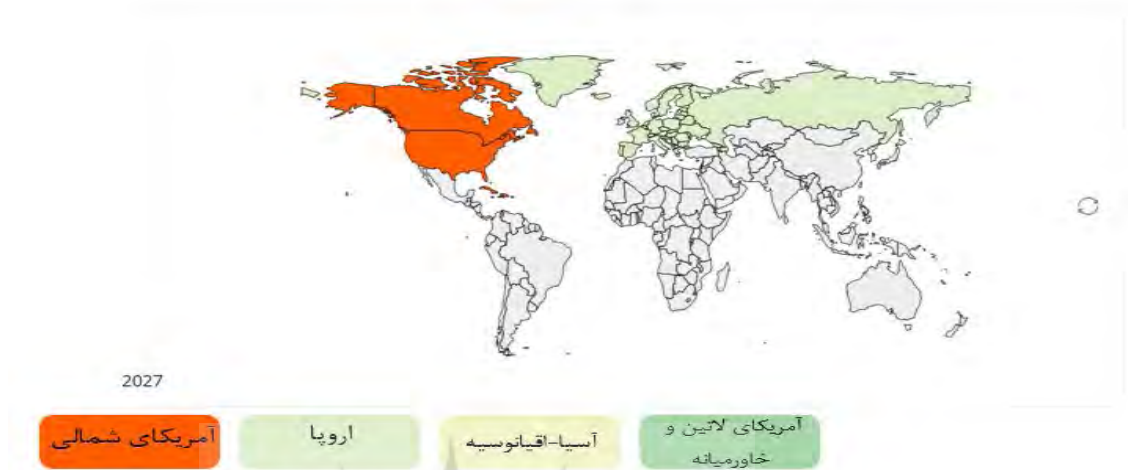 2027
آمریکای لاتین و
خاورمیانه
آسیا-اقیانوسیه
اروپا
آمریکای شمالی